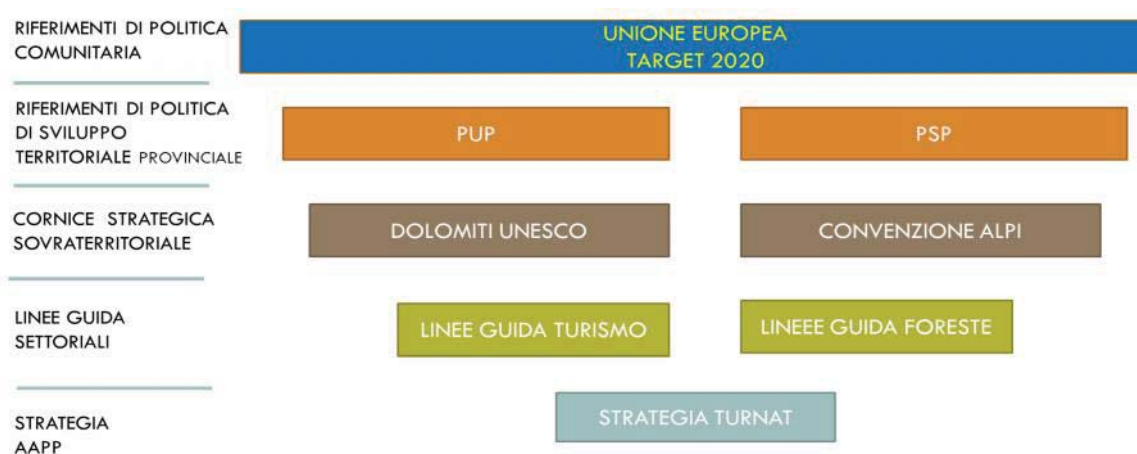 RIFERIMENTI DI POLITICA
COMUNITARIA
UNIONE EUROPEA
TARGET 2020
RIFERIMENTI DI POLITICA
DI SVILUPPO
TERRITORIALE PROVINCIALE
PUP
PSP
CORNICE STRATEGICA
SOVRATERRITORIALE
DOLOMITI UNESCO
CONVENZIONE ALPI
LINEE GUIDA
SETTORIALI
LINEE GUIDA TURISMO
LINEEE GUIDA FORESTE
STRATEGIA
AAPP
STRATEGIA TURNAT